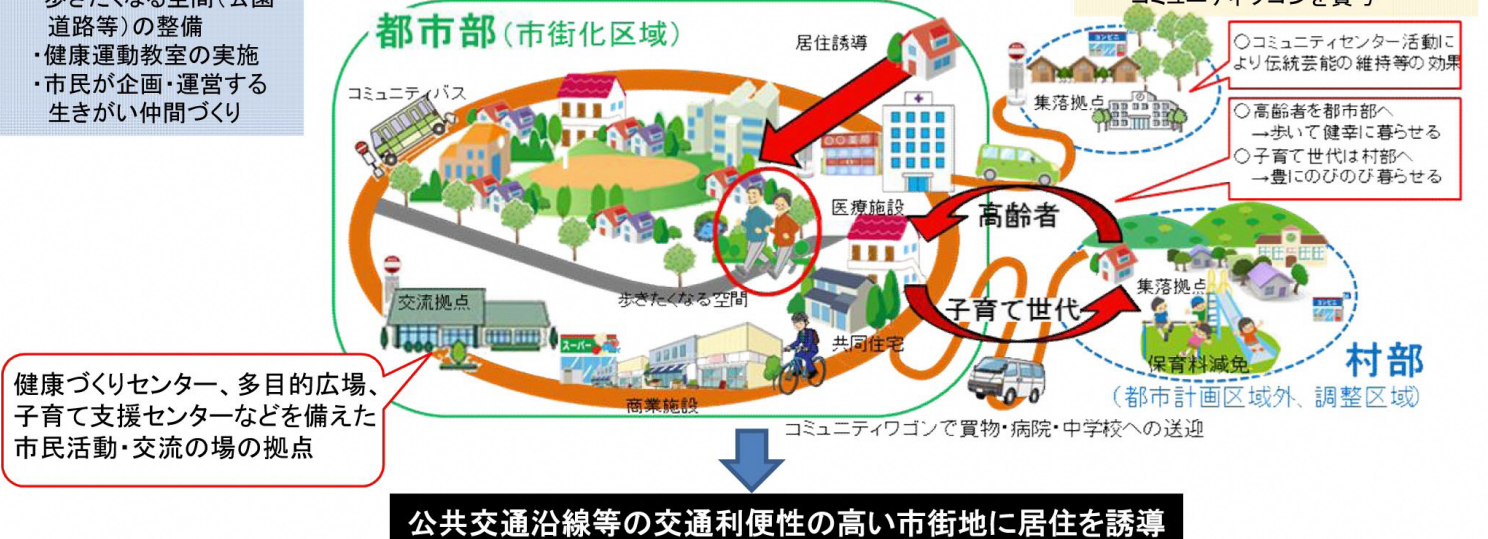 歩きたくなる空間(公園
道路等)の整備
・健康運動教室の実施
・市民が企画・運営する
生きがい仲間づくり
都市部(市街化区域)
居住誘導
コミュニティバス
コンビニ
集落拠点
○コミュニティセンター活動に
より伝統芸能の維持等の効果
○高齢者を都市部へ
→歩いて健幸に暮らせる
○子育て世代は村部へ
→豊にのびのび暮らせる
○○薬局
医療施設
高齢者
歩きたくなる空間
交流拠点
集落拠点
コンビニ
子育て世代
スーパー
共同住宅
保育料減免
村部
(都市計画区域外、調整区域)
商業施設
健康づくりセンター、多目的広場、
子育て支援センターなどを備えた
市民活動・交流の場の拠点
コミュニティワゴンで買物・病院・中学校への送迎
公共交通沿線等の交通利便性の高い市街地に居住を誘導